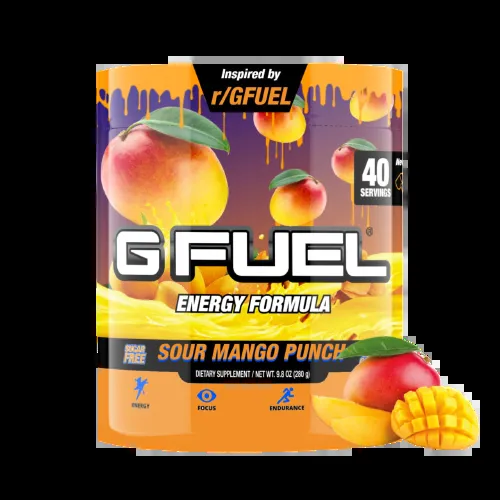 Inspired by
r/GFUEL
40
SERVINGS
G FUEL®
ENERGY FORMULA
SUGAR
FREE
SOUR MANGO PUNCH
DIETARY SUPPLEMENT / NET WT. 9.8 OZ (280 g)
ENERGY
FOCUS
ENDURANCE